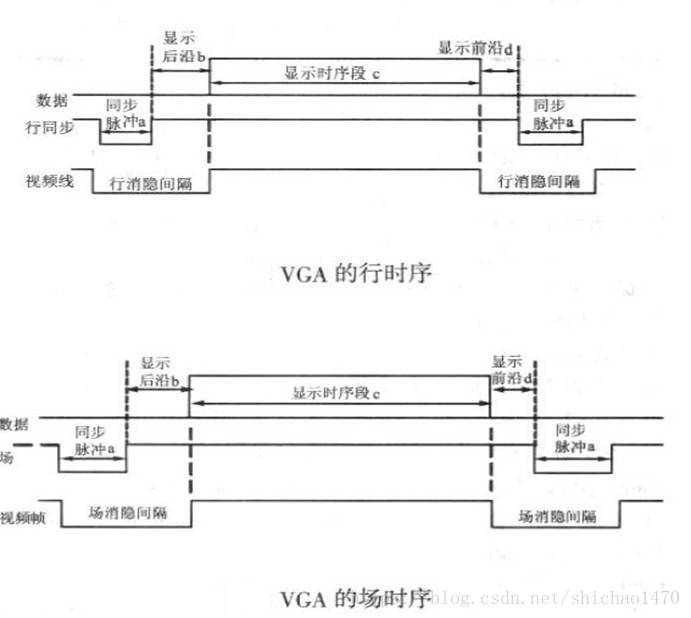 显示
后沿b
显示前沿d
显示时序段 c
数据
同步
脉冲a
同步
脉冲a
行同步
视频线
行消隐间隔
行消隐间隔
VGA 的行时序
显示
后沿b
显示
前沿d
显示时序段c
数据
同步
脉冲a
同步
脉冲a
场
视频帧
场消隐间隔
场消隐间隔
VGA 的场时序
blog.csdn.net/shichao1470